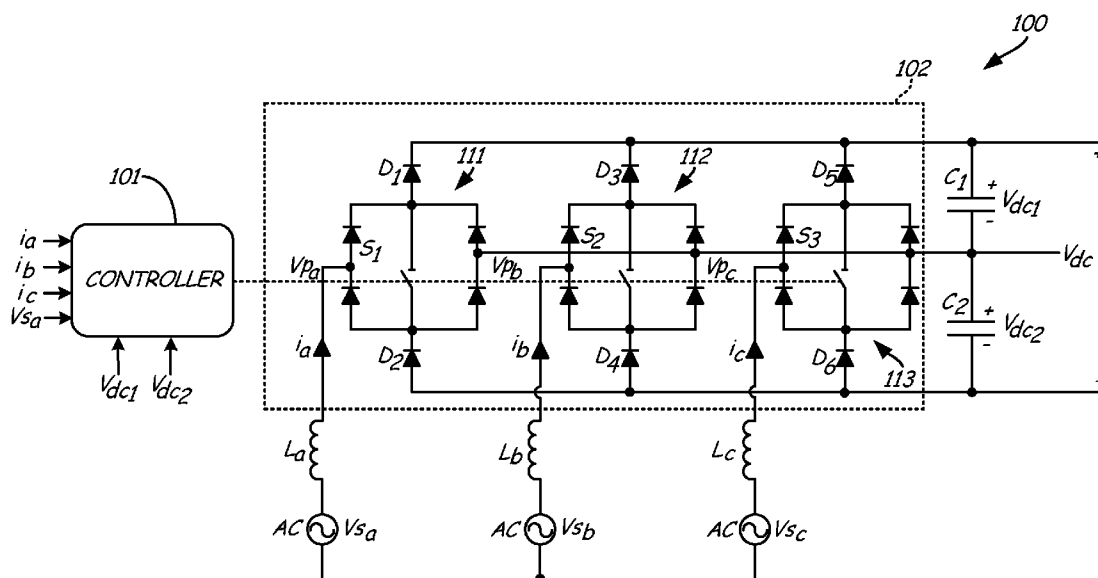 100
102
101
111
112
D1
D3
D5
C1
+
Vdc1
-
+
ia
ib
ic
Vsa
CONTROLLER
S1
S2
S3
Vpa
Vpb
Vpc
Vdc
C2
+
Vdc2
-
-
Vdc1
Vdc2
ia
ib
ic
D2
D4
D6
113
La
Lb
Lc
AC
Vsa
AC
Vsb
AC
Vsc